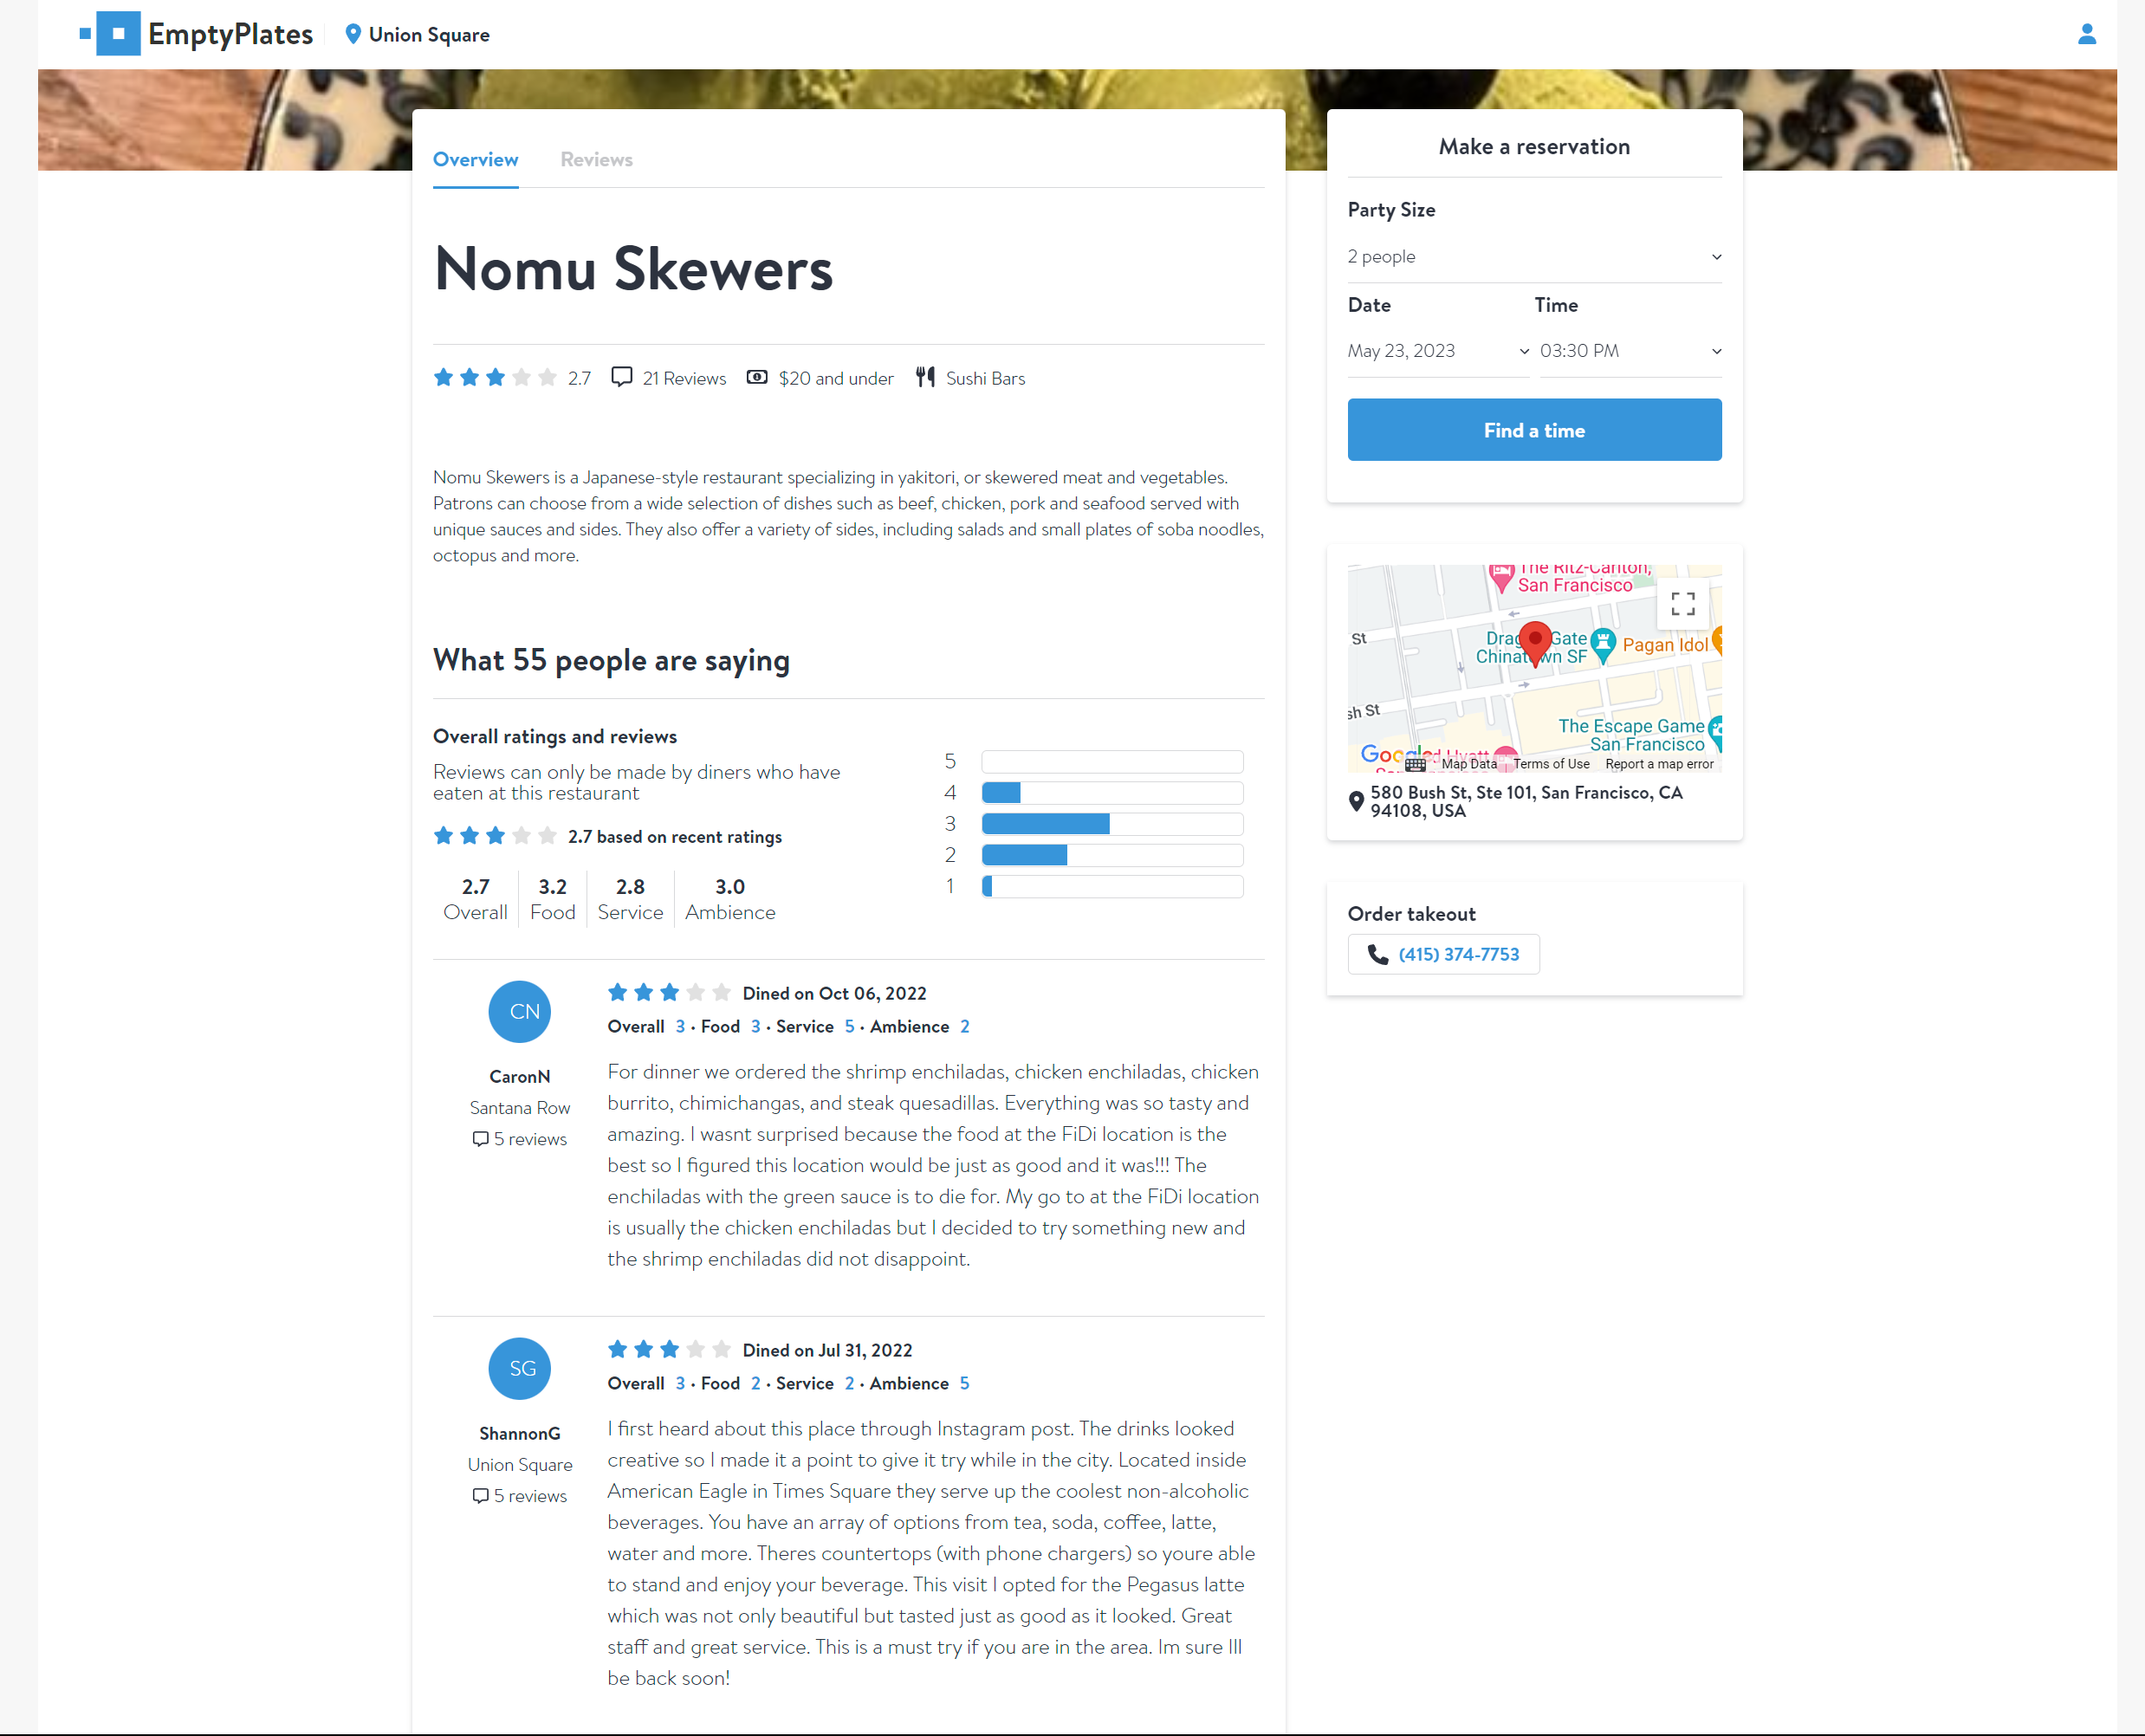 EmptyPlates
Union Square
Overview
Reviews
Nomu Skewers
2.7
21 Reviews
$20 and under
Sushi Bars
Nomu Skewers is a Japanese-style restaurant specializing in yakitori, or skewered meat and vegetables.
Patrons can choose from a wide selection of dishes such as beef, chicken, pork and seafood served with
unique sauces and sides. They also offer a variety of sides, including salads and small plates of soba noodles,
octopus and more.
What 55 people are saying
Overall ratings and reviews
Reviews can only be made by diners who have
eaten at this restaurant
2.7 based on recent ratings
2.7
Overall
3.2
Food
2.8
Service
3.0
Ambience
5
4
3
2
1
CN
CaronN
Santana Row
5 reviews
Dined on Oct 06, 2022
Overall 3 · Food 3 · Service 5 · Ambience 2
For dinner we ordered the shrimp enchiladas, chicken enchiladas, chicken
burrito, chimichangas, and steak quesadillas. Everything was so tasty and
amazing. I wasnt surprised because the food at the FiDi location is the
best so I figured this location would be just as good and it was!!! The
enchiladas with the green sauce is to die for. My go to at the FiDi location
is usually the chicken enchiladas but I decided to try something new and
the shrimp enchiladas did not disappoint.
SG
ShannonG
Union Square
5 reviews
Dined on Jul 31, 2022
Overall 3 · Food 2 · Service 2 · Ambience 5
I first heard about this place through Instagram post. The drinks looked
creative so I made it a point to give it try while in the city. Located inside
American Eagle in Times Square they serve up the coolest non-alcoholic
beverages. You have an array of options from tea, soda, coffee, latte,
water and more. Theres countertops (with phone chargers) so youre able
to stand and enjoy your beverage. This visit I opted for the Pegasus latte
which was not only beautiful but tasted just as good as it looked. Great
staff and great service. This is a must try if you are in the area. Im sure Ill
be back soon!
Make a reservation
Party Size
2 people
Date
Time
May 23, 2023
03:30 PM
Find a time
The Ritz-Carlton,
San Francisco
St
Dragon Gate
Chinatown SF
Pagan Idol
sh St
The Escape Game
San Francisco
Google
Hyatt
Map Data
Terms of Use
Report a map error
580 Bush St, Ste 101, San Francisco, CA
94108, USA
Order takeout
(415) 374-7753